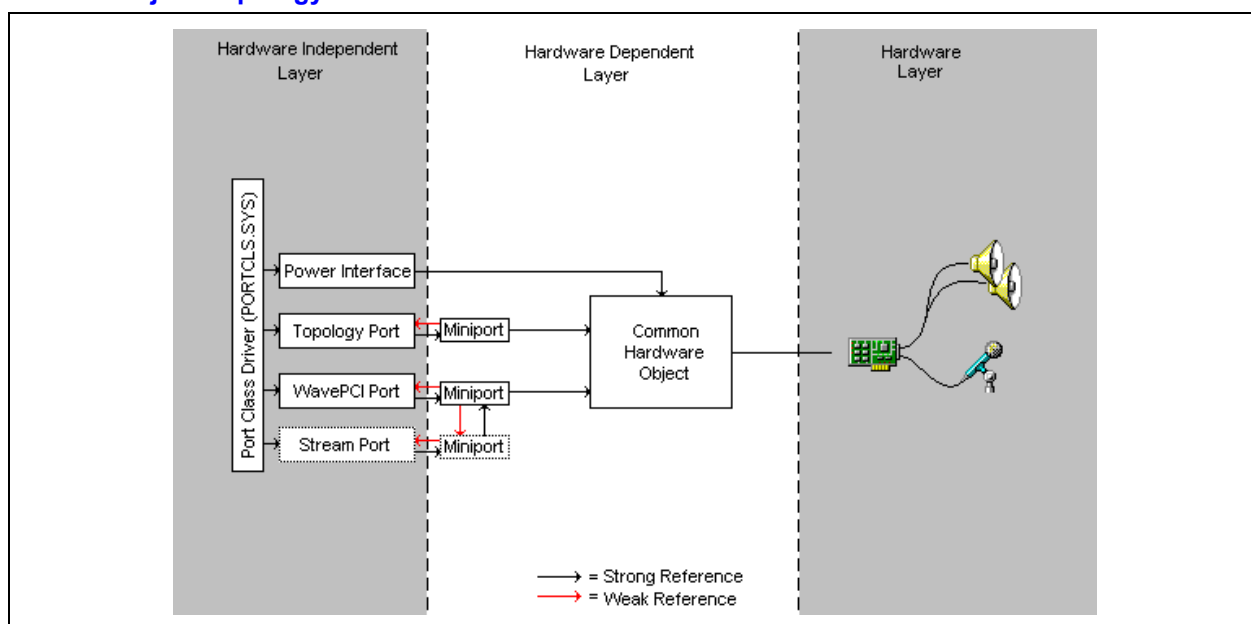 Hardware Independent
Layer
Hardware Dependent
Layer
Hardware
Layer
Port Class Driver (PORTCLS.SYS)
Power Interface
Topology Port
Miniport
WavePCI Port
Miniport
Stream Port
Miniport
Common
Hardware
Object
= Strong Reference
= Weak Reference